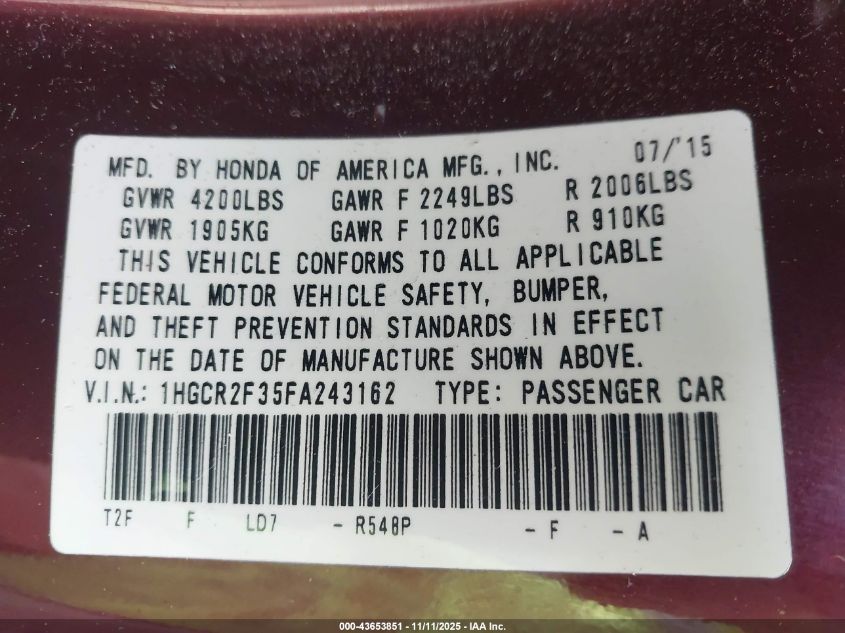 MFD. BY HONDA OF AMERICA MFG., INC. 07/'15
GVWR 4200LBS GAWR F 2249LBS R 2006LBS
GVWR 1905KG GAWR F 1020KG R 910KG
THIS VEHICLE CONFORMS TO ALL APPLICABLE
FEDERAL MOTOR VEHICLE SAFETY, BUMPER,
AND THEFT PREVENTION STANDARDS IN EFFECT
ON THE DATE OF MANUFACTURE SHOWN ABOVE.
V.I.N.: 1HGCR2F35FA243162 TYPE: PASSENGER CAR
T2F F LD7 - R548P - F - A
000-43653851 - 11/11/2025 - IAA Inc.